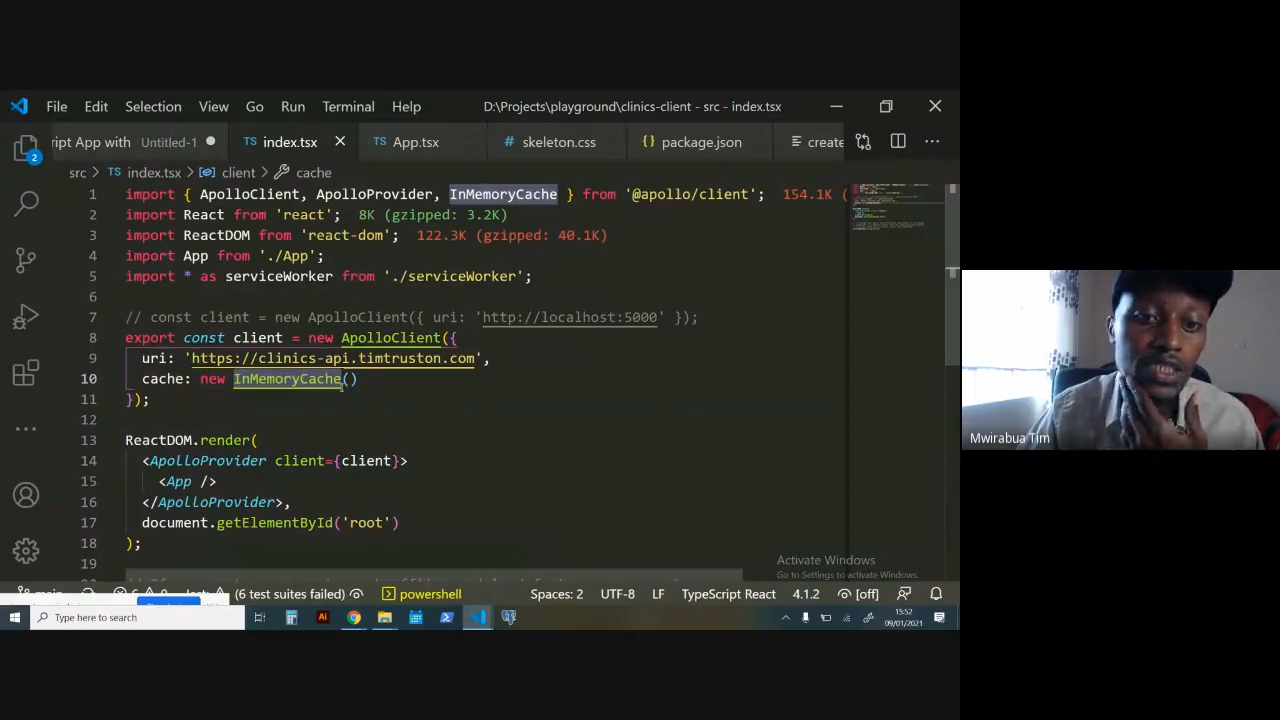 File Edit Selection View Go Run Terminal Help D:\Projects\playground\clinics-client - src - index.tsx
ipt App with Untitled-1 TS index.tsx TS App.tsx # skeleton.css {} package.json create
2
src > TS index.tsx > client > cache
1 import { ApolloClient, ApolloProvider, InMemoryCache } from '@apollo/client'; 154.1K (
2 import React from 'react'; 8K (gzipped: 3.2K)
3 import ReactDOM from 'react-dom'; 122.3K (gzipped: 40.1K)
4 import App from './App';
5 import * as serviceWorker from './serviceWorker';
6
7 // const client = new ApolloClient({ uri: 'http://localhost:5000' });
8 export const client = new ApolloClient({
9 uri: 'https://clinics-api.timtruston.com',
10 cache: new InMemoryCache()
11 });
12
13 ReactDOM.render(
14 <ApolloProvider client={client}>
15 <App />
16 </ApolloProvider>,
17 document.getElementById('root')
18 );
19
Activate Windows
Go to Settings to activate Windows.
(6 test suites failed) powershell Spaces: 2 UTF-8 LF TypeScript React 4.1.2 [off]
Type here to search
Ai
15:52
09/01/2021
Mwirabua Tim